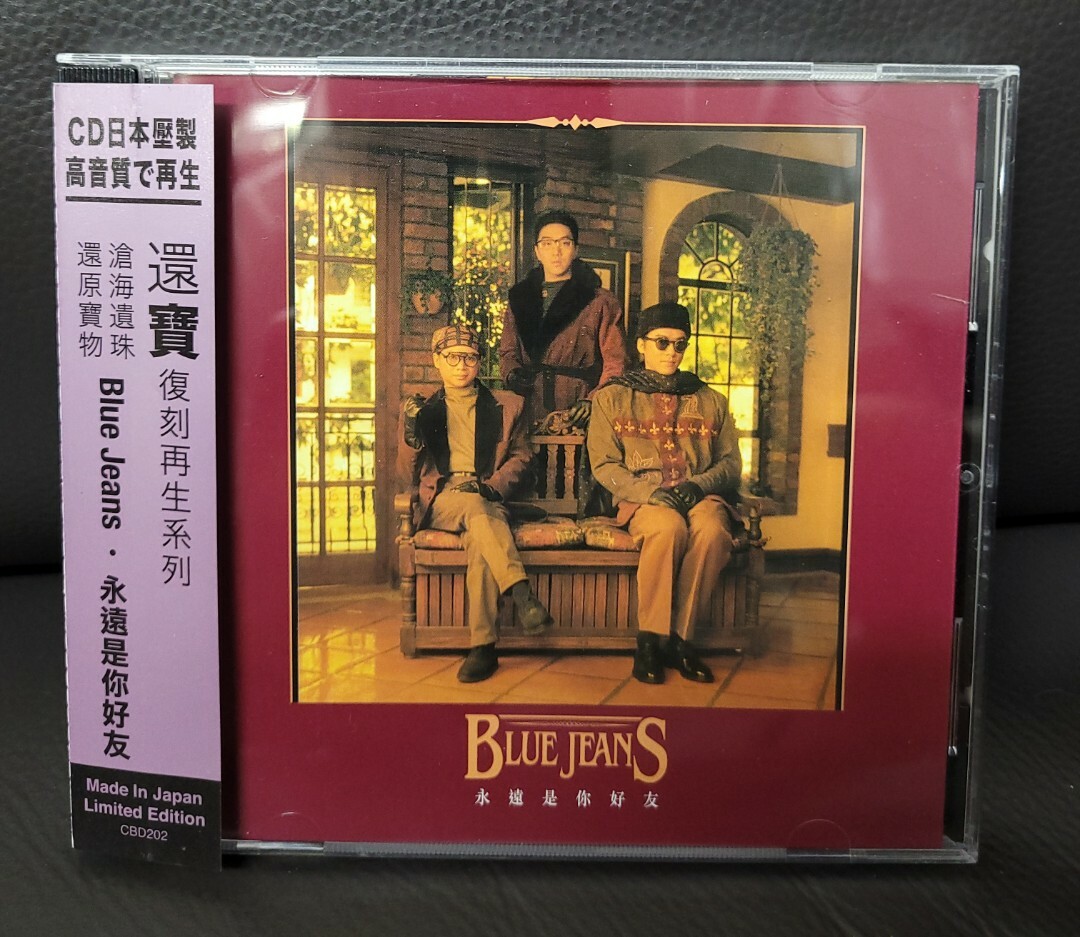 CD日本壓製
高音質で再生
還寶復刻再生系列
滄海遺珠
還原寶物
Blue Jeans・永遠是你好友
Made In Japan
Limited Edition
CBD202
BLUE JEANS
永遠是你好友